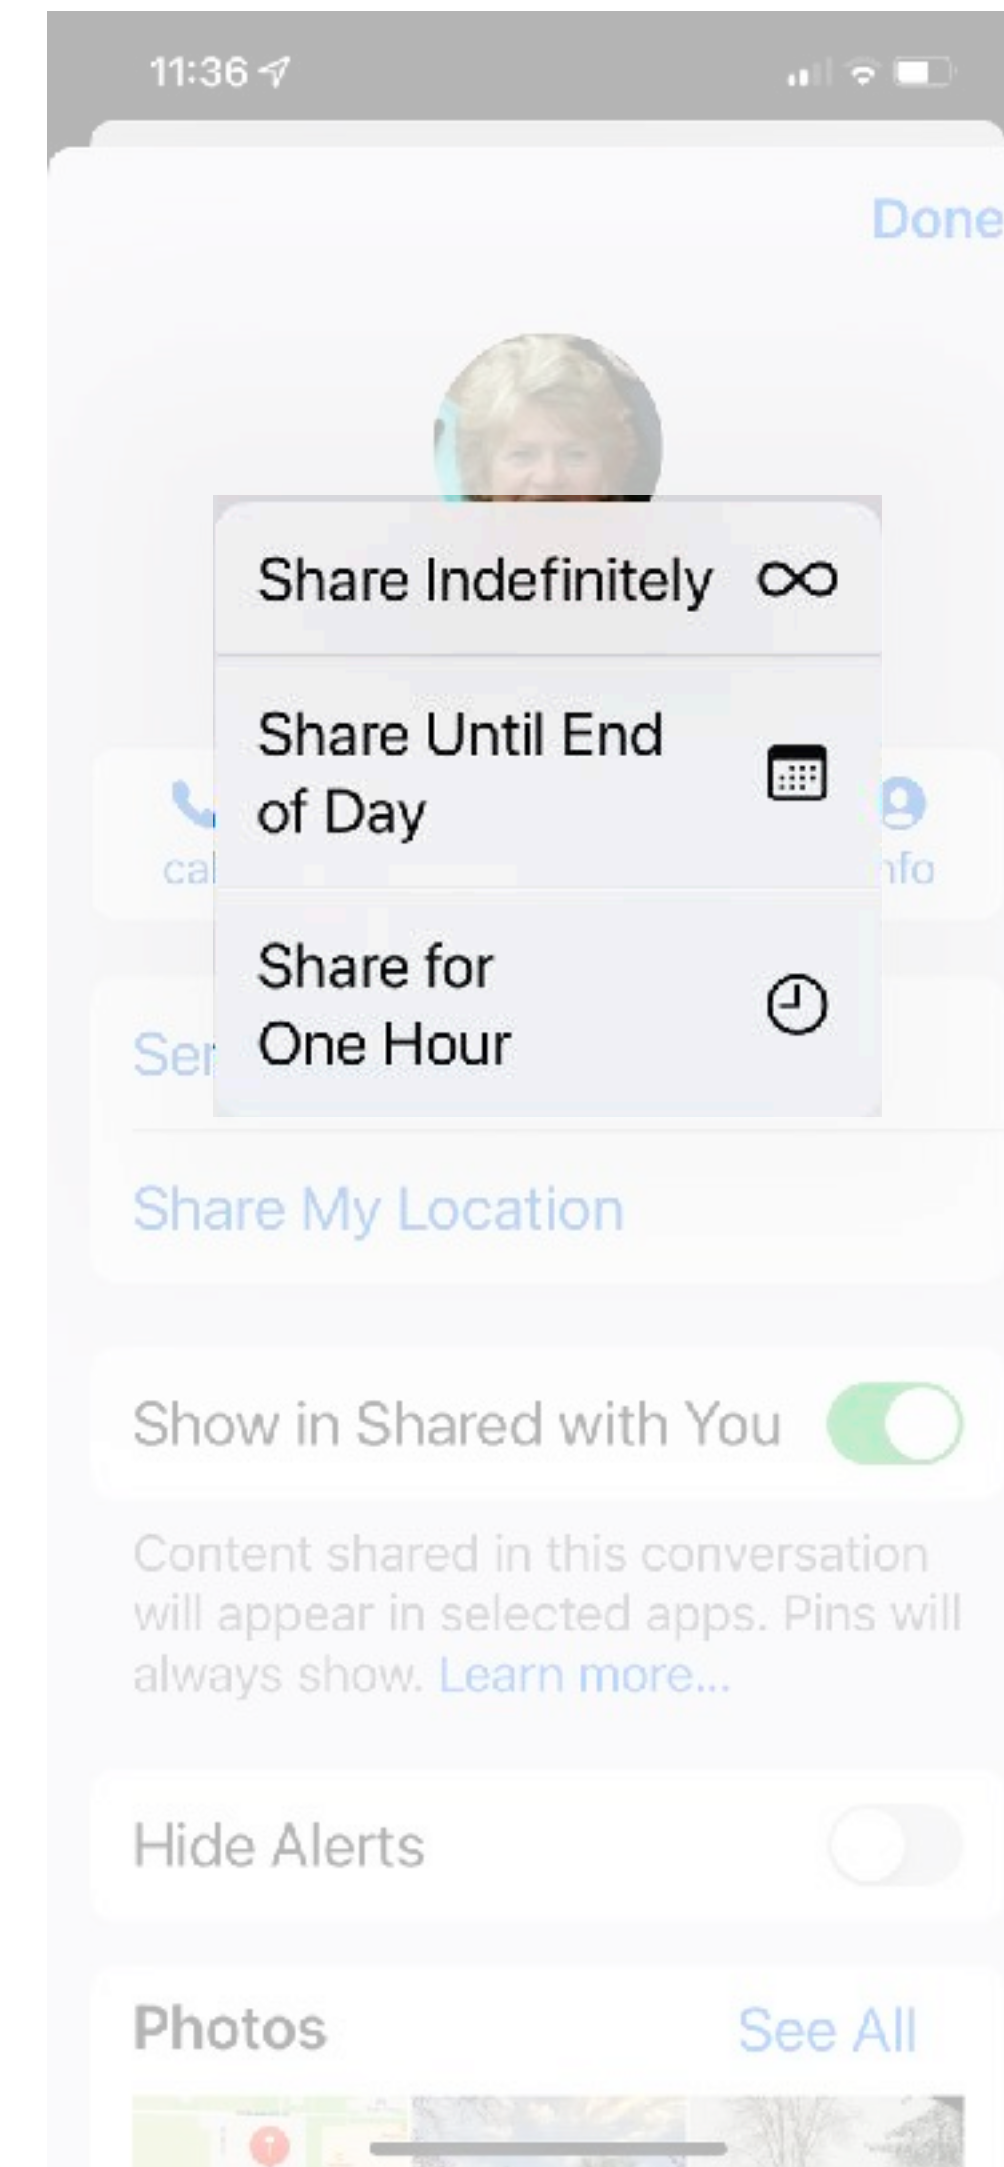 11:36
Done
Share Indefinitely
Share Until End
of Day
Share for
One Hour
Share My Location
Show in Shared with You
Content shared in this conversation
will appear in selected apps. Pins will
always show. Learn more...
Hide Alerts
Photos
See All